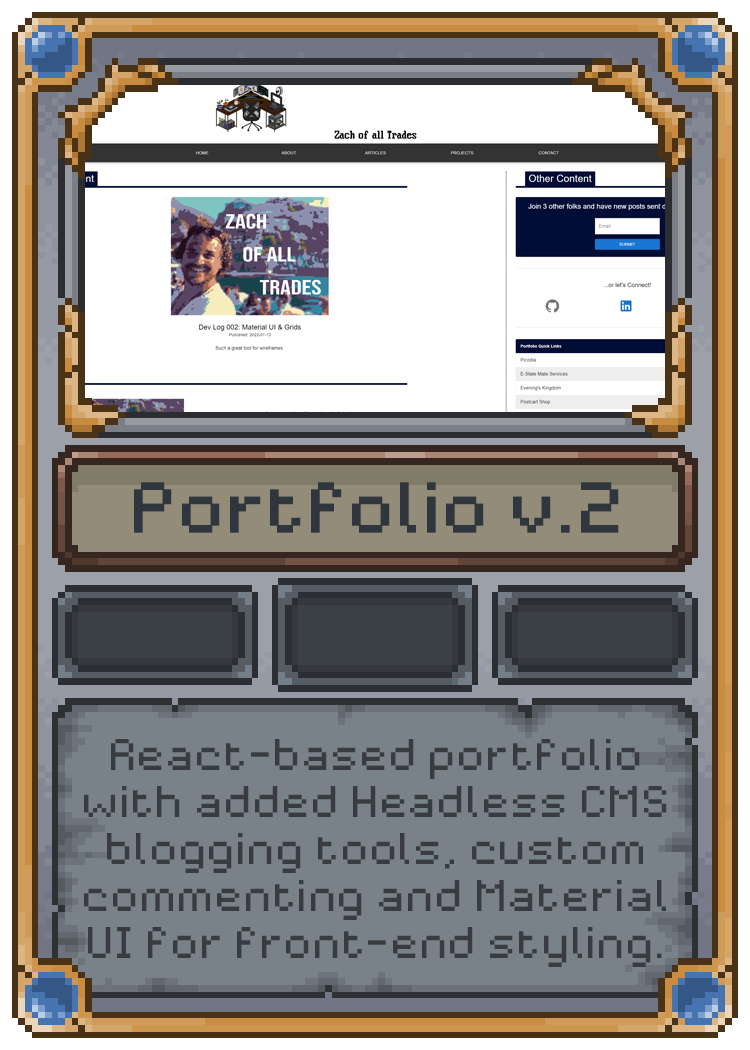 Zach of all Trades
HOME ABOUT ARTICLES PROJECTS CONTACT
nt
Other Content
ZACH
OF ALL
TRADES
Dev Log 002: Material UI & Grids
Published: 2022-01-13
Such a great tool for wireframes.
Join 3 other folks and have new posts sent d
Email
SUBMIT
...or let's Connect!
in
Portfolio Quick Links
Picodia
E-State Mate Services
Evening's Kingdom
Postcart Shop
Portfolio v.2
React-based portfolio
with added Headless CMS
blogging tools, custom
commenting and Material
UI for front-end styling.